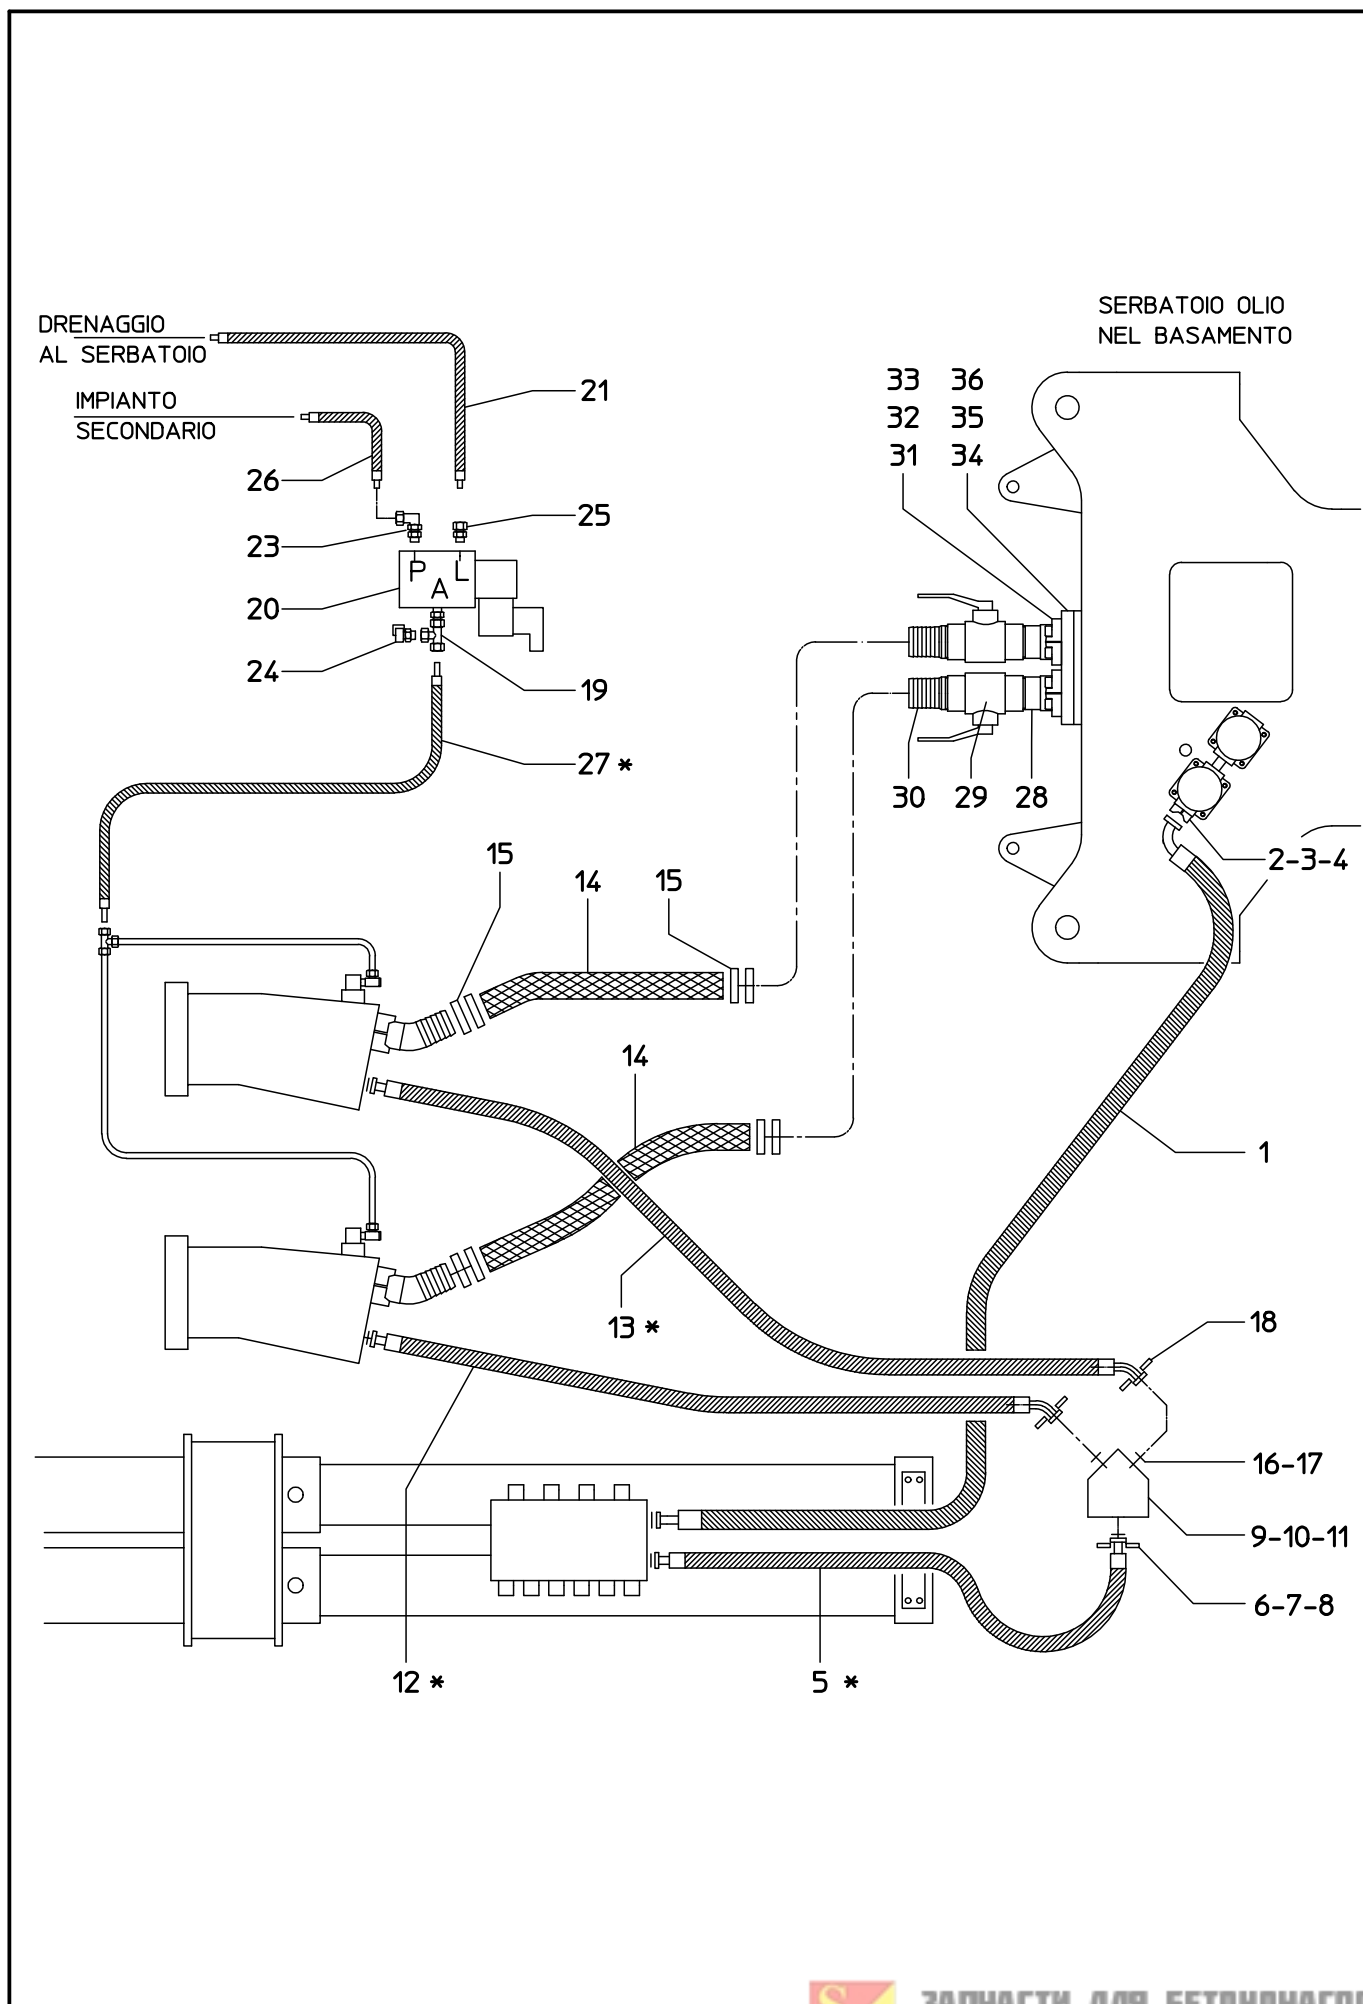 SERBATOIO OLIO
NEL BASAMENTO
DRENAGGIO
AL SERBATOIO
IMPIANTO
SECONDARIO
21
33 36
32 35
31 34
26
25
23
P
L
A
20
24
19
27 *
30 29 28
15
14
15
2-3-4
14
1
13 *
18
16-17
9-10-11
6-7-8
12 *
5 *
S
ЗАПЧАСТИ ДЛЯ